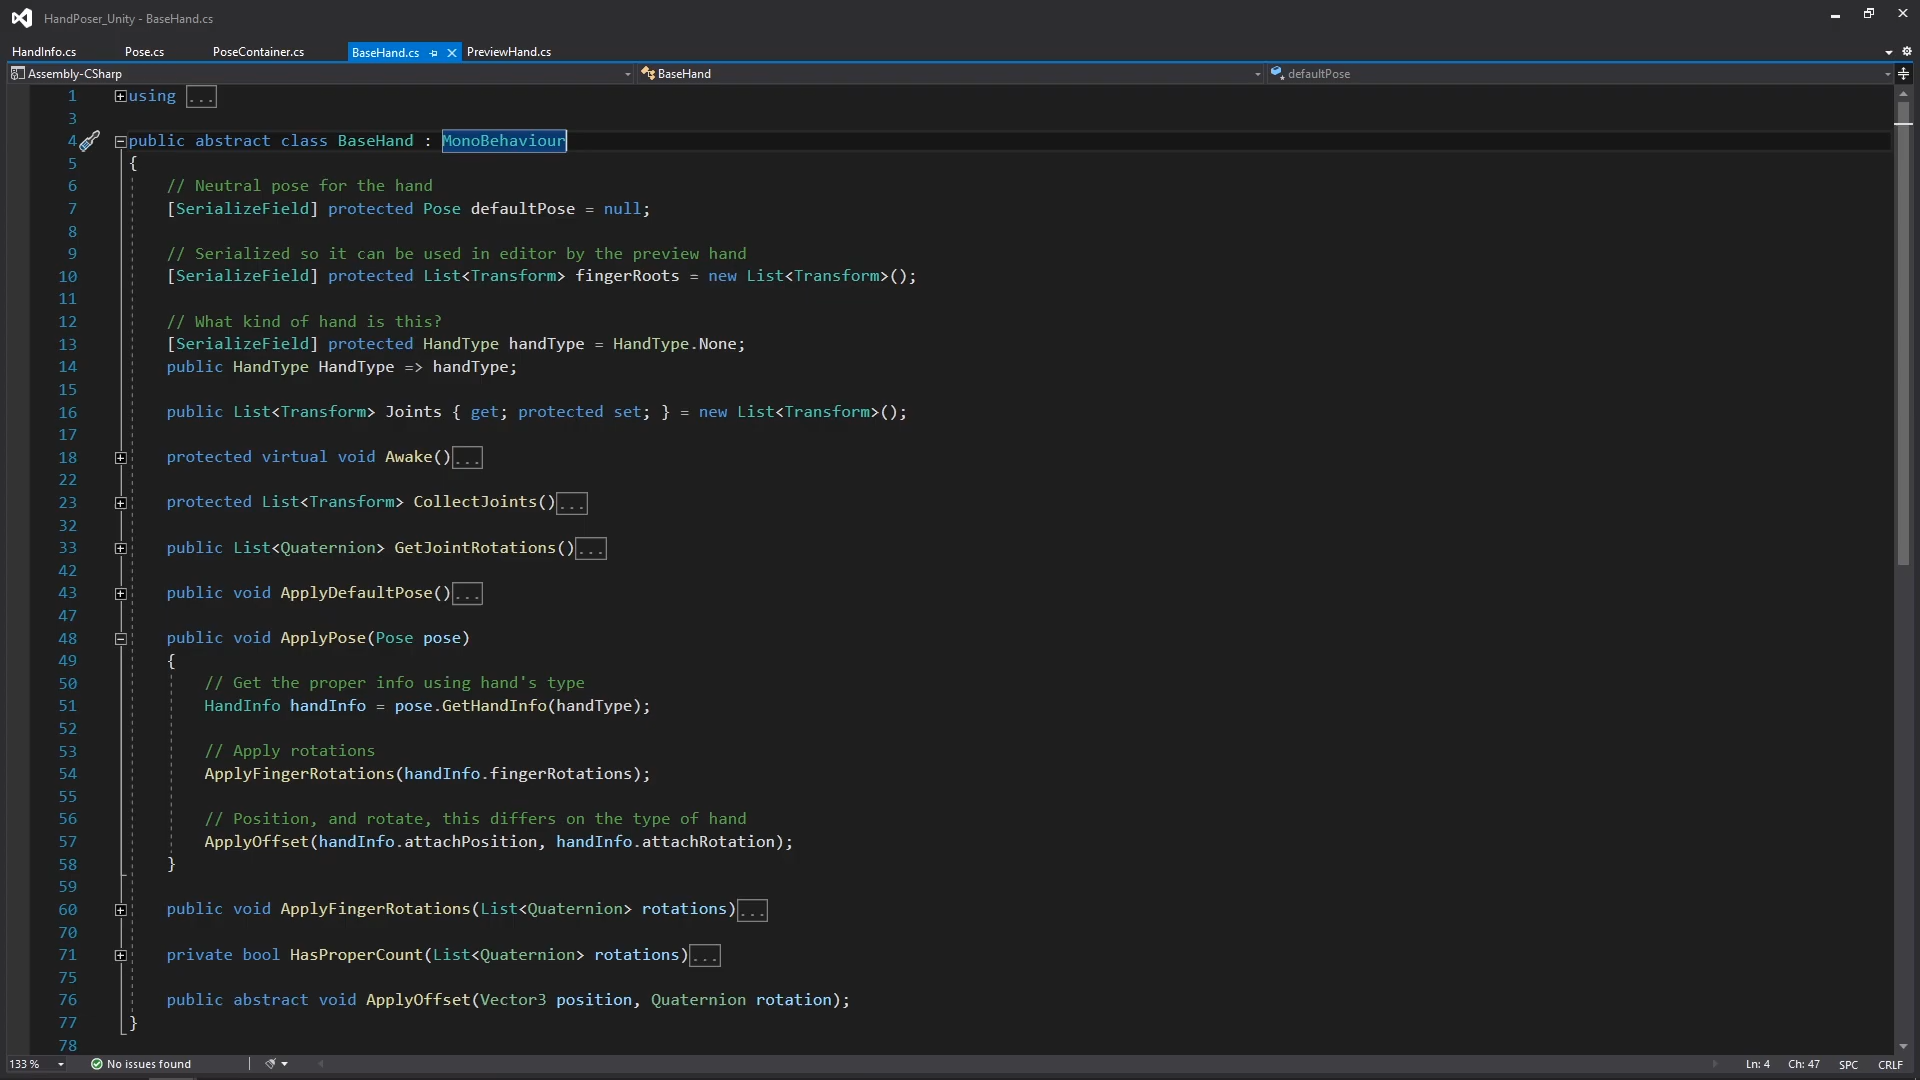 HandPoser_Unity - BaseHand.cs
HandInfo.cs Pose.cs PoseContainer.cs BaseHand.cs PreviewHand.cs
Assembly-CSharp BaseHand defaultPose
1 using ...
3
4 public abstract class BaseHand : MonoBehaviour
5 {
6 // Neutral pose for the hand
7 [SerializeField] protected Pose defaultPose = null;
8
9 // Serialized so it can be used in editor by the preview hand
10 [SerializeField] protected List<Transform> fingerRoots = new List<Transform>();
11
12 // What kind of hand is this?
13 [SerializeField] protected HandType handType = HandType.None;
14 public HandType HandType => handType;
15
16 public List<Transform> Joints { get; protected set; } = new List<Transform>();
17
18 protected virtual void Awake()...
22
23 protected List<Transform> CollectJoints()...
32
33 public List<Quaternion> GetJointRotations()...
42
43 public void ApplyDefaultPose()...
47
48 public void ApplyPose(Pose pose)
49 {
50 // Get the proper info using hand's type
51 HandInfo handInfo = pose.GetHandInfo(handType);
52
53 // Apply rotations
54 ApplyFingerRotations(handInfo.fingerRotations);
55
56 // Position, and rotate, this differs on the type of hand
57 ApplyOffset(handInfo.attachPosition, handInfo.attachRotation);
58 }
59
60 public void ApplyFingerRotations(List<Quaternion> rotations)...
70
71 private bool HasProperCount(List<Quaternion> rotations)...
75
76 public abstract void ApplyOffset(Vector3 position, Quaternion rotation);
77 }
78
133 % No issues found Ln: 4 Ch: 47 SPC CRLF